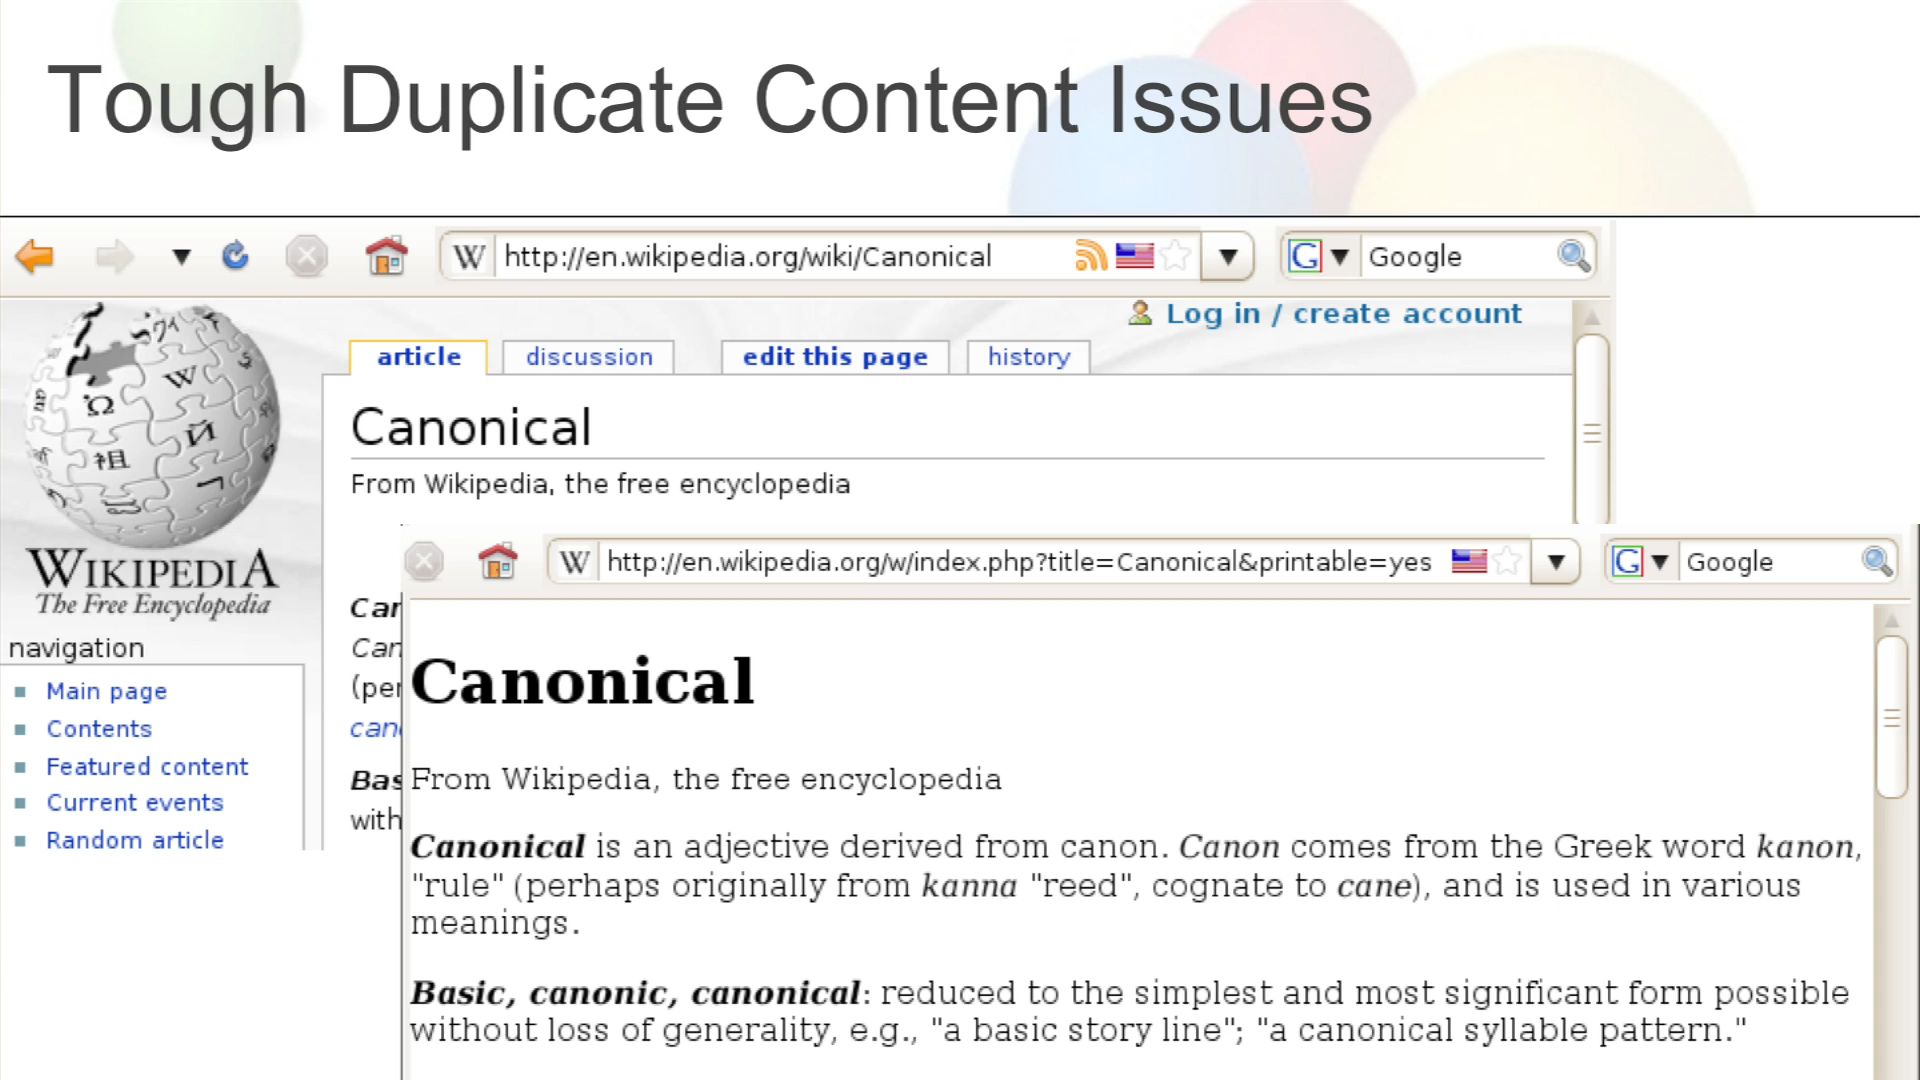 Tough Duplicate Content Issues
W http://en.wikipedia.org/wiki/Canonical
G Google
Log in / create account
article
discussion
edit this page
history
Canonical
From Wikipedia, the free encyclopedia
WIKIPEDIA
The Free Encyclopedia
navigation
Main page
Contents
Featured content
Current events
Random article
W http://en.wikipedia.org/w/index.php?title=Canonical&printable=yes
G Google
Canonical
From Wikipedia, the free encyclopedia
Canonical is an adjective derived from canon. Canon comes from the Greek word kanon,
"rule" (perhaps originally from kanna "reed", cognate to cane), and is used in various
meanings.
Basic, canonic, canonical: reduced to the simplest and most significant form possible
without loss of generality, e.g., "a basic story line"; "a canonical syllable pattern."